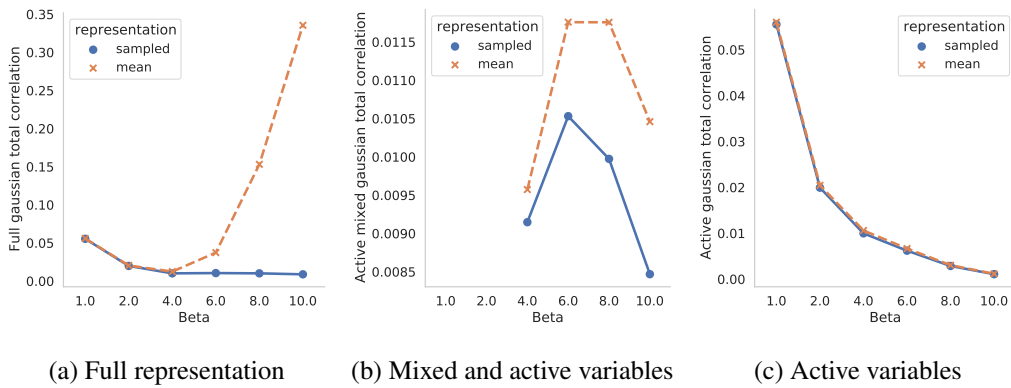 Full gaussian total correlation
0.35
0.30
0.25
0.20
0.15
0.10
0.05
0.00
representation
sampled
mean
1.0 2.0 4.0 6.0 8.0 10.0
Beta
(a) Full representation
Active mixed gaussian total correlation
0.0115
0.0110
0.0105
0.0100
0.0095
0.0090
0.0085
representation
sampled
mean
1.0 2.0 4.0 6.0 8.0 10.0
Beta
(b) Mixed and active variables
Active gaussian total correlation
0.05
0.04
0.03
0.02
0.01
0.00
representation
sampled
mean
1.0 2.0 4.0 6.0 8.0 10.0
Beta
(c) Active variables